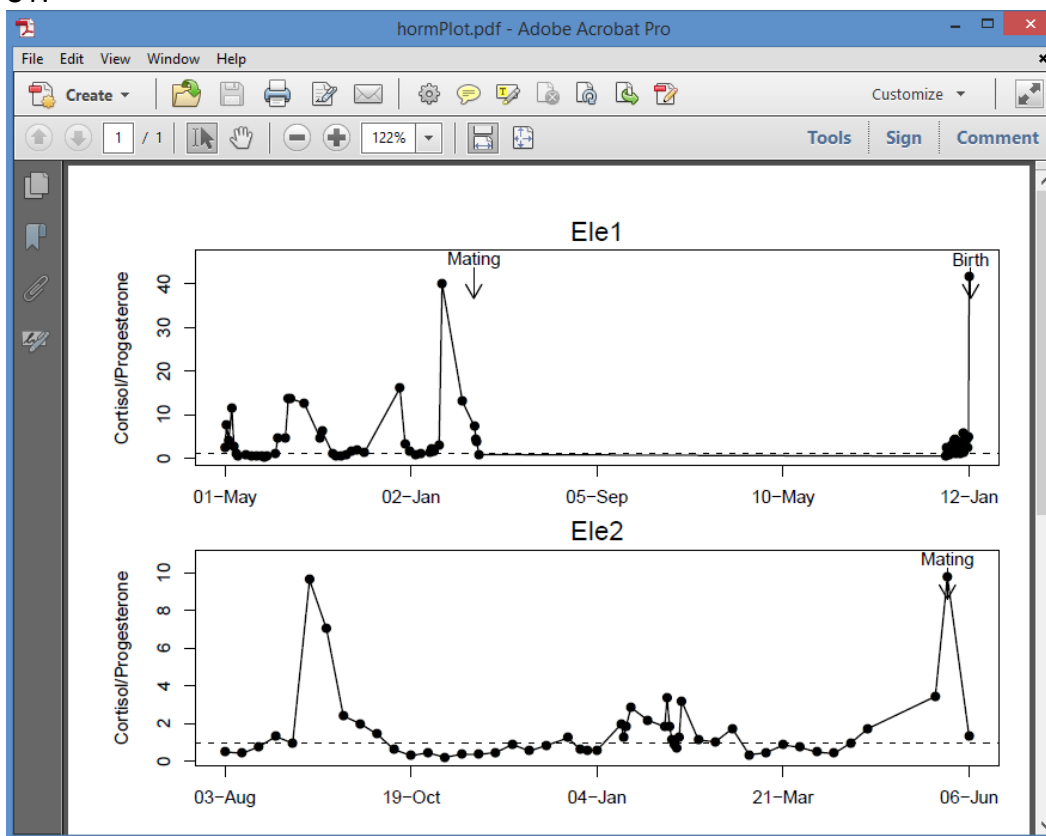 hormPlot.pdf - Adobe Acrobat Pro
File Edit View Window Help
Create Customize
1 / 1 122% Tools Sign Comment
Ele1
Mating Birth
Cortisol/Progesterone
40
30
20
10
0
01−May 02−Jan 05−Sep 10−May 12−Jan
Ele2
Mating
Cortisol/Progesterone
10
8
6
4
2
0
03−Aug 19−Oct 04−Jan 21−Mar 06−Jun